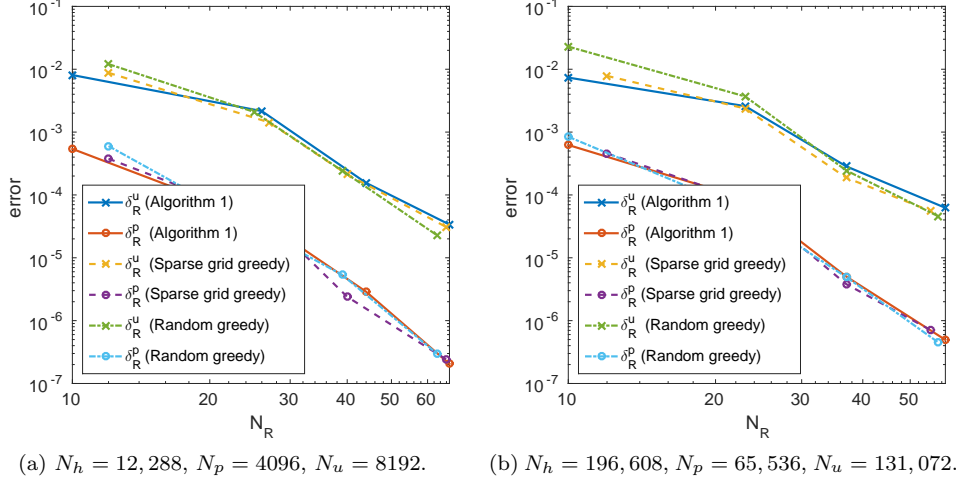 10^-1
10^-2
10^-3
10^-4
10^-5
10^-6
10^-7
error
δ_R^u (Algorithm 1)
δ_R^p (Algorithm 1)
δ_R^u (Sparse grid greedy)
δ_R^p (Sparse grid greedy)
δ_R^u (Random greedy)
δ_R^p (Random greedy)
10 20 30 40 50 60
N_R
(a) N_h = 12,288, N_p = 4096, N_u = 8192.
10^-1
10^-2
10^-3
10^-4
10^-5
10^-6
10^-7
error
δ_R^u (Algorithm 1)
δ_R^p (Algorithm 1)
δ_R^u (Sparse grid greedy)
δ_R^p (Sparse grid greedy)
δ_R^u (Random greedy)
δ_R^p (Random greedy)
10 20 30 40 50
N_R
(b) N_h = 196,608, N_p = 65,536, N_u = 131,072.